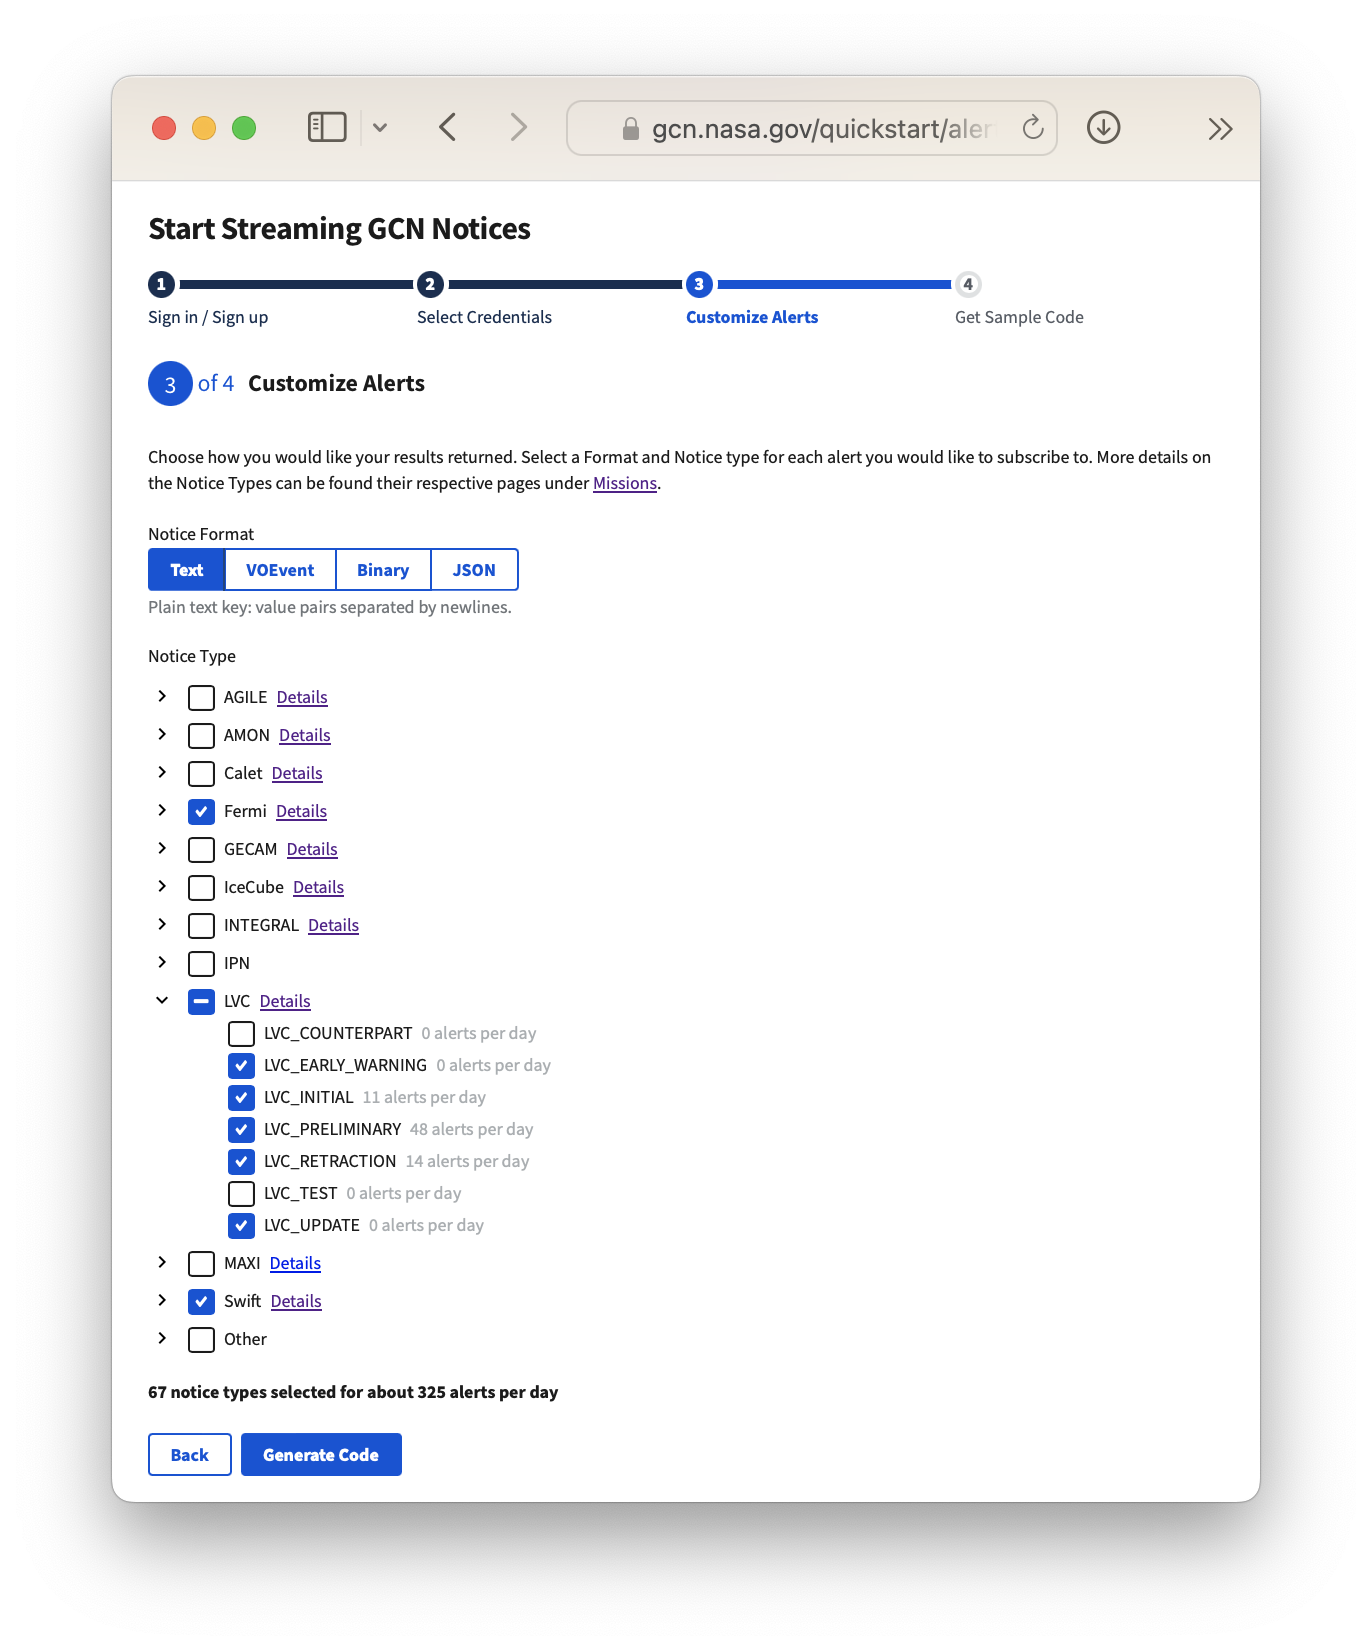 gcn.nasa.gov/quickstart/aler
Start Streaming GCN Notices
1 2 3 4
Sign in / Sign up Select Credentials Customize Alerts Get Sample Code
3 of 4 Customize Alerts
Choose how you would like your results returned. Select a Format and Notice type for each alert you would like to subscribe to. More details on
the Notice Types can be found their respective pages under Missions.
Notice Format
Text VOEvent Binary JSON
Plain text key: value pairs separated by newlines.
Notice Type
AGILE Details
AMON Details
Calet Details
Fermi Details
GECAM Details
IceCube Details
INTEGRAL Details
IPN
LVC Details
LVC_COUNTERPART 0 alerts per day
LVC_EARLY_WARNING 0 alerts per day
LVC_INITIAL 11 alerts per day
LVC_PRELIMINARY 48 alerts per day
LVC_RETRACTION 14 alerts per day
LVC_TEST 0 alerts per day
LVC_UPDATE 0 alerts per day
MAXI Details
Swift Details
Other
67 notice types selected for about 325 alerts per day
Back Generate Code